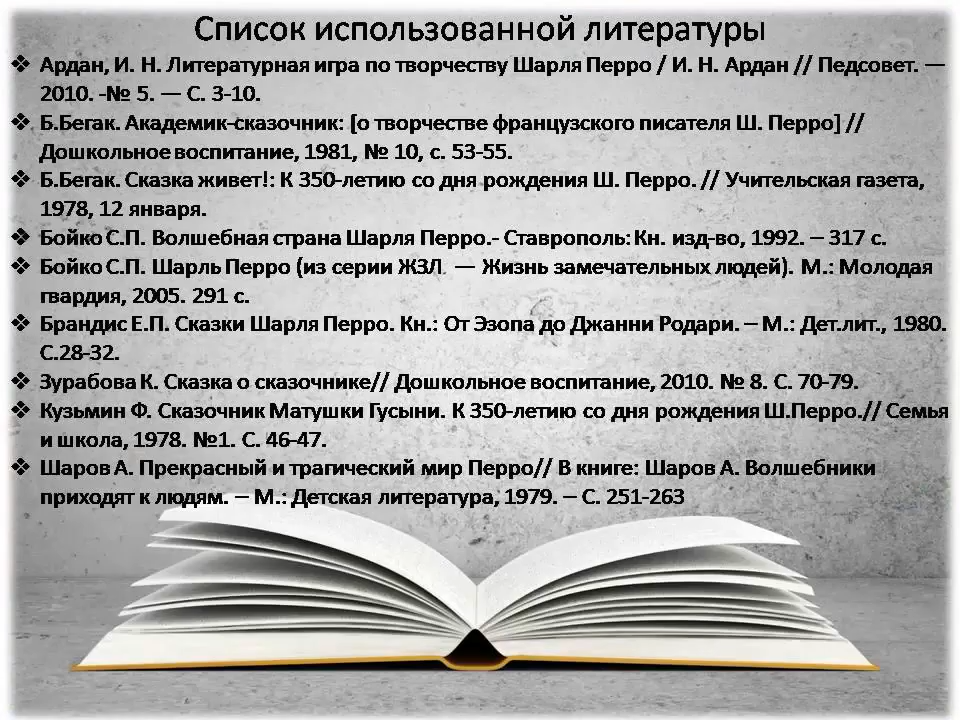 Список использованной литературы
❖ Ардан, И. Н. Литературная игра по творчеству Шарля Перро / И. Н. Ардан // Педсовет. —
2010. -№ 5. — С. 3-10.
❖ Б.Бегак. Академик-сказочник: [о творчестве французского писателя Ш. Перро] //
Дошкольное воспитание, 1981, № 10, с. 53-55.
❖ Б.Бегак. Сказка живет!: К 350-летию со дня рождения Ш. Перро. // Учительская газета,
1978, 12 января.
❖ Бойко С.П. Волшебная страна Шарля Перро.- Ставрополь: Кн. изд-во, 1992. – 317 с.
❖ Бойко С.П. Шарль Перро (из серии ЖЗЛ — Жизнь замечательных людей). М.: Молодая
гвардия, 2005. 291 с.
❖ Брандис Е.П. Сказки Шарля Перро. Кн.: От Эзопа до Джанни Родари. – М.: Дет.лит., 1980.
С.28-32.
❖ Зурабова К. Сказка о сказочнике// Дошкольное воспитание, 2010. № 8. С. 70-79.
❖ Кузьмин Ф. Сказочник Матушки Гусыни. К 350-летию со дня рождения Ш.Перро.// Семья
и школа, 1978. №1. С. 46-47.
❖ Шаров А. Прекрасный и трагический мир Перро// В книге: Шаров А. Волшебники
приходят к людям. – М.: Детская литература, 1979. – С. 251-263